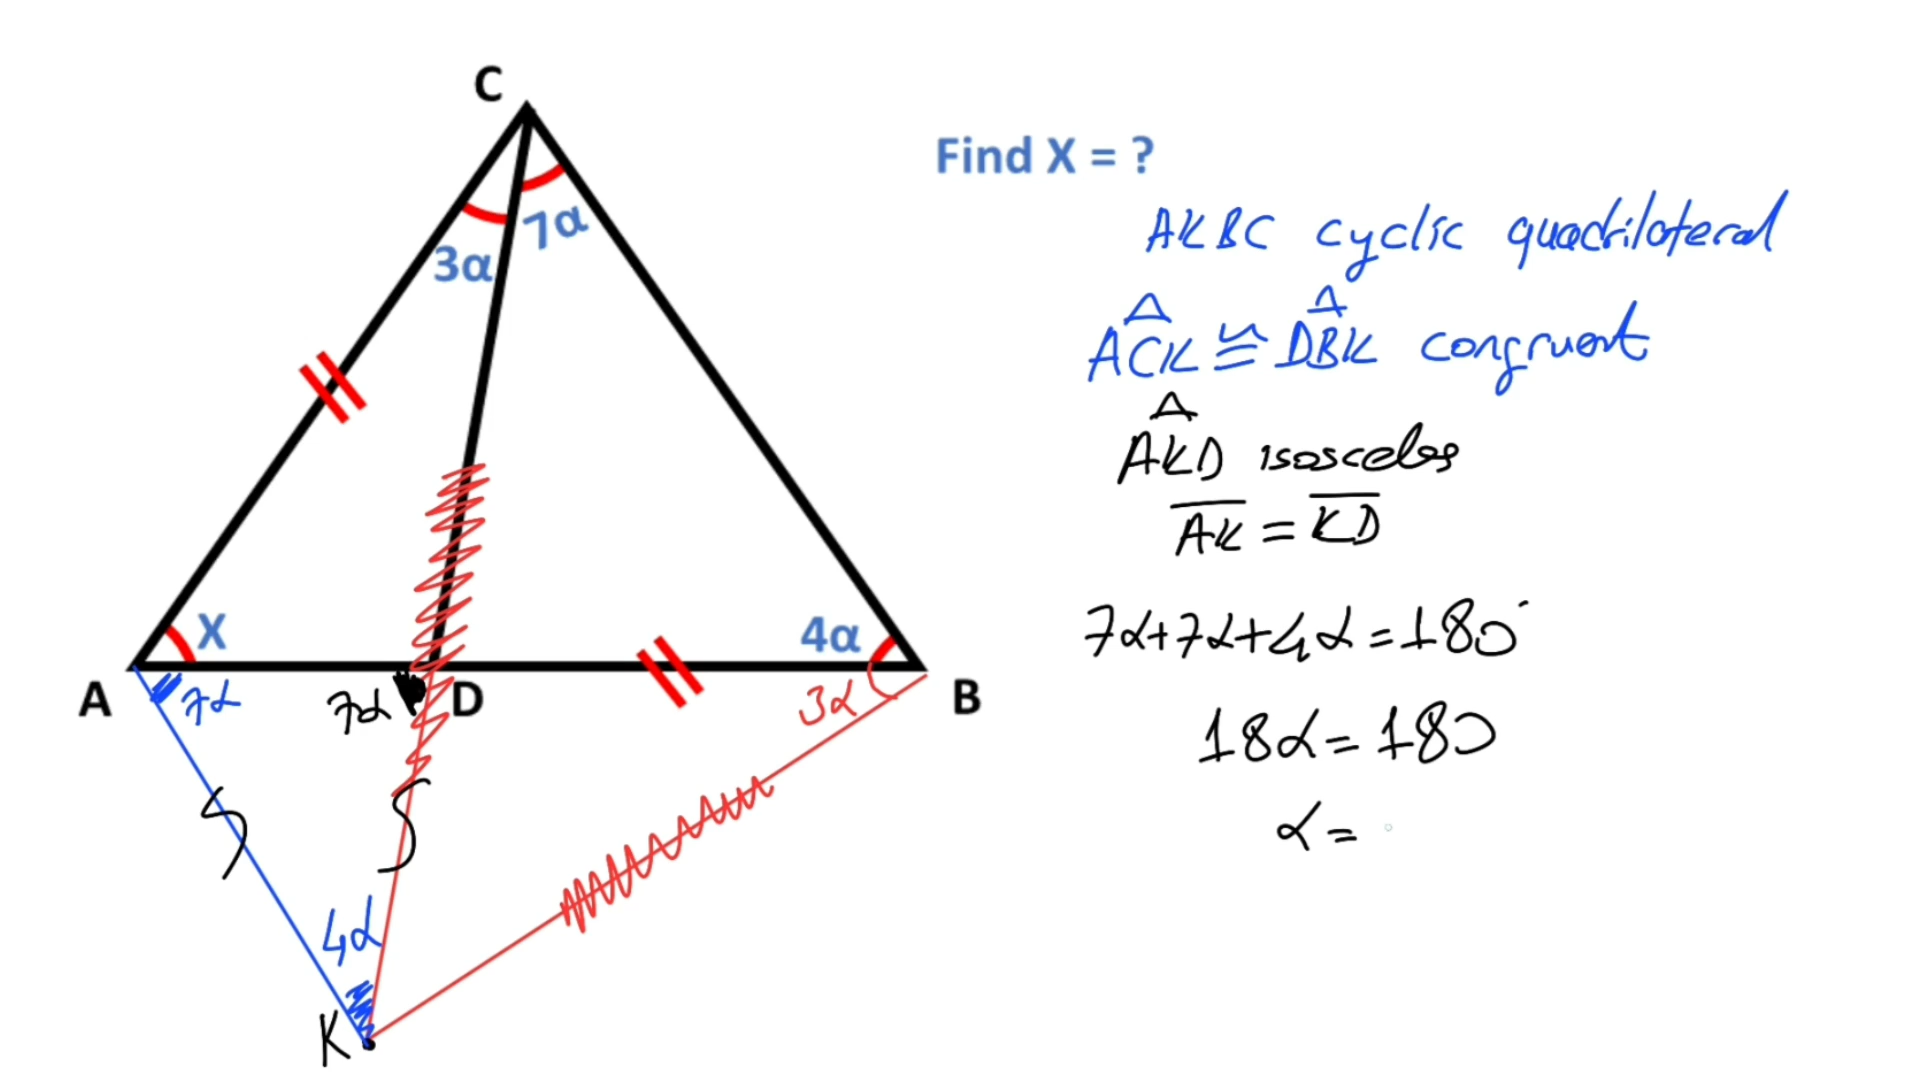 C
Find X = ?
7α
3α
AKBC cyclic quadrilateral
ACK ≅ DBK congruent
AKD isosceles
AK = KD
X
4α
7α+7α+4α=180°
A
7α
7α
D
3α
B
18α=180
α=
4α
K